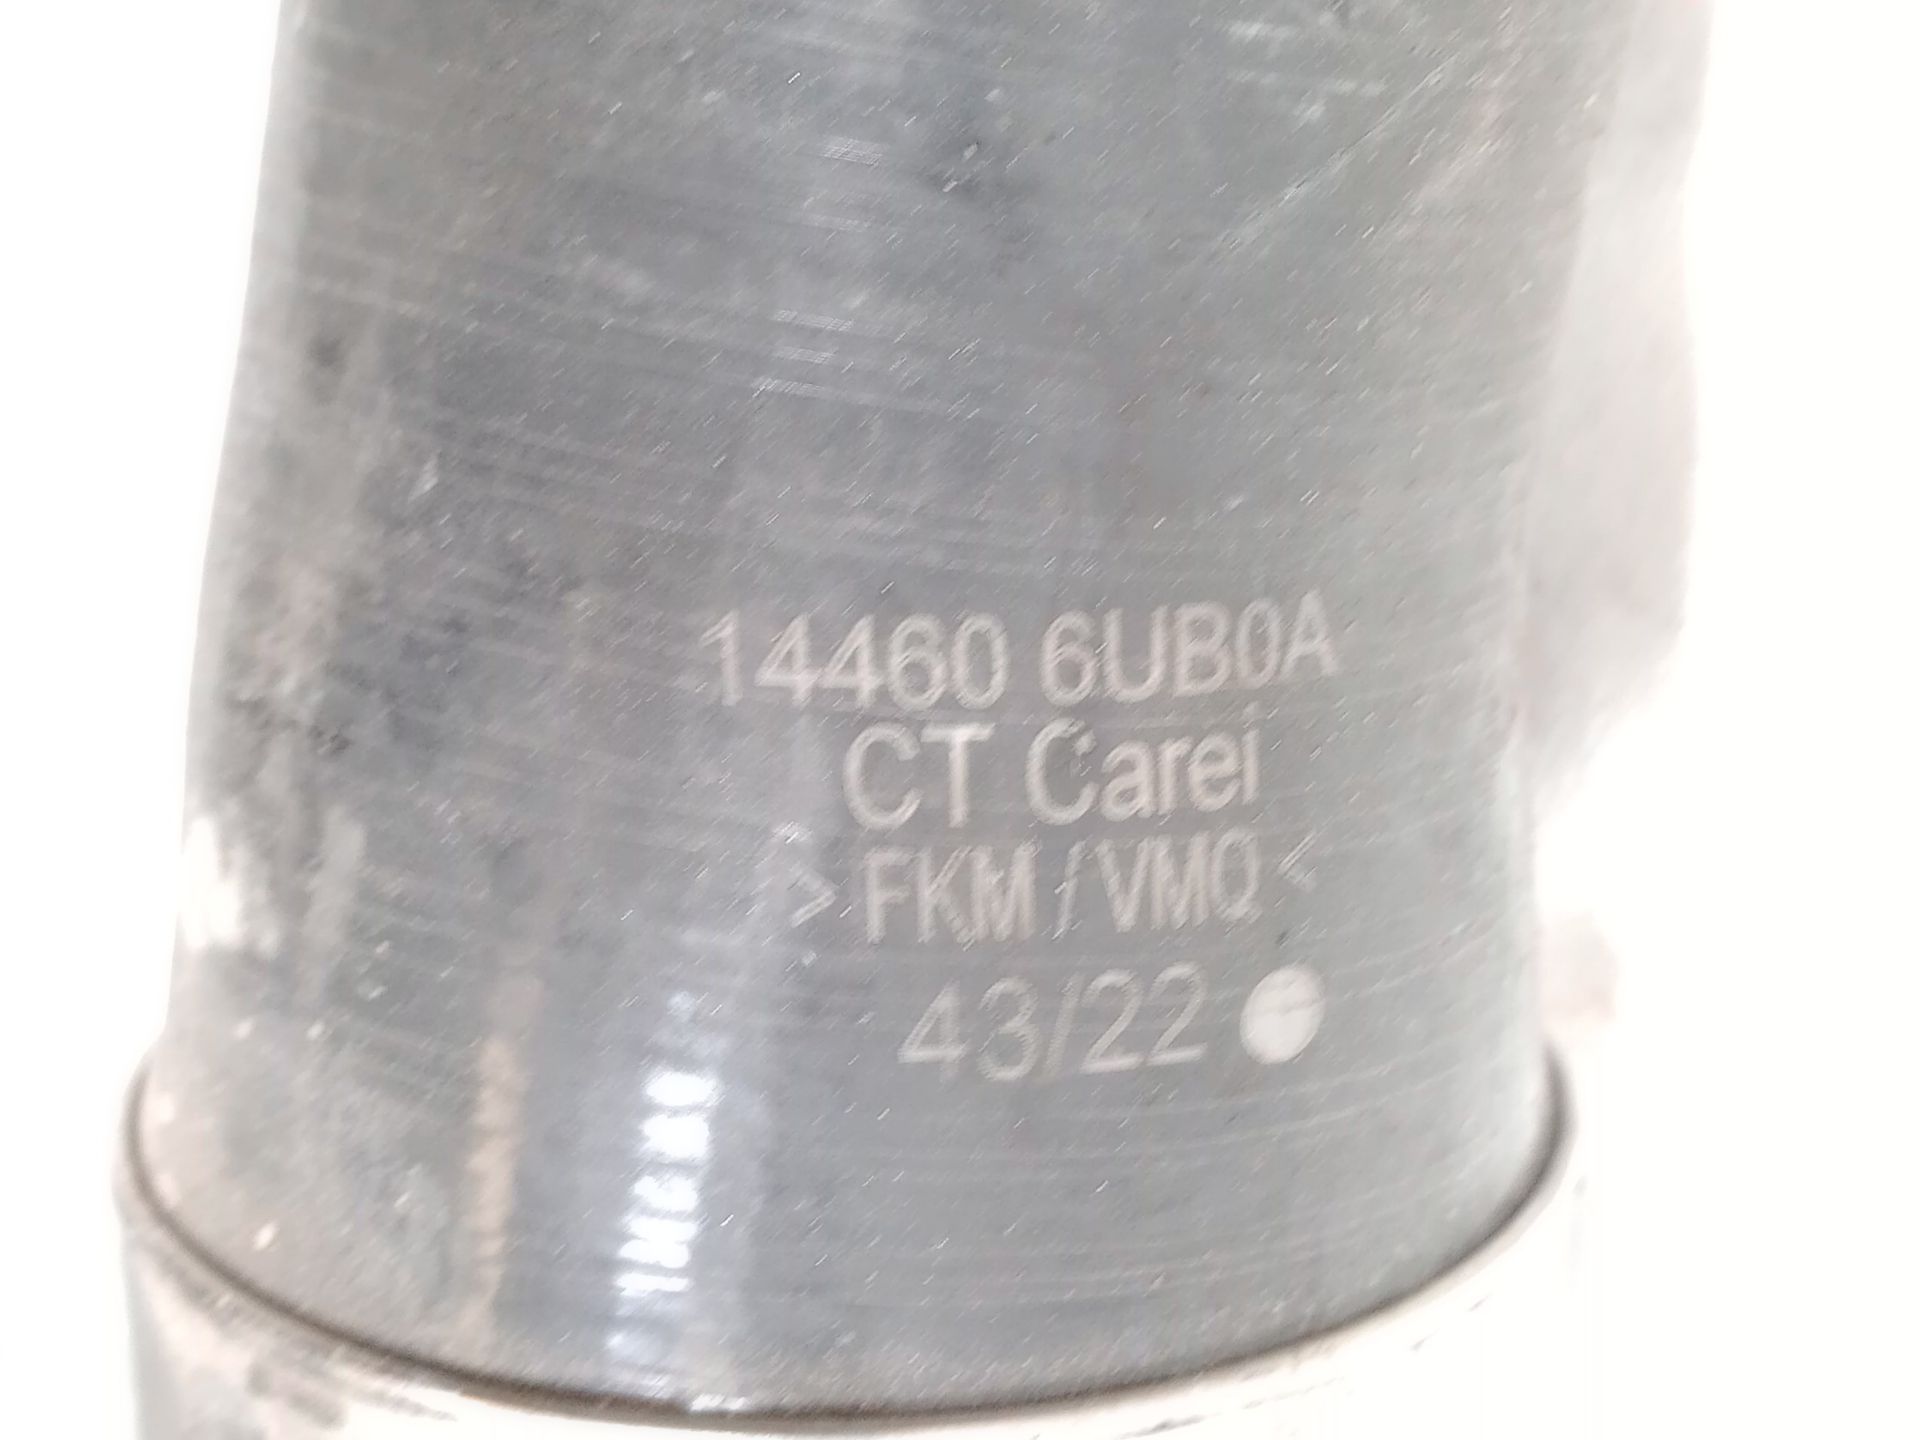 14460 6UB0A
CT Carei
>FKM/VMQ<
43/22